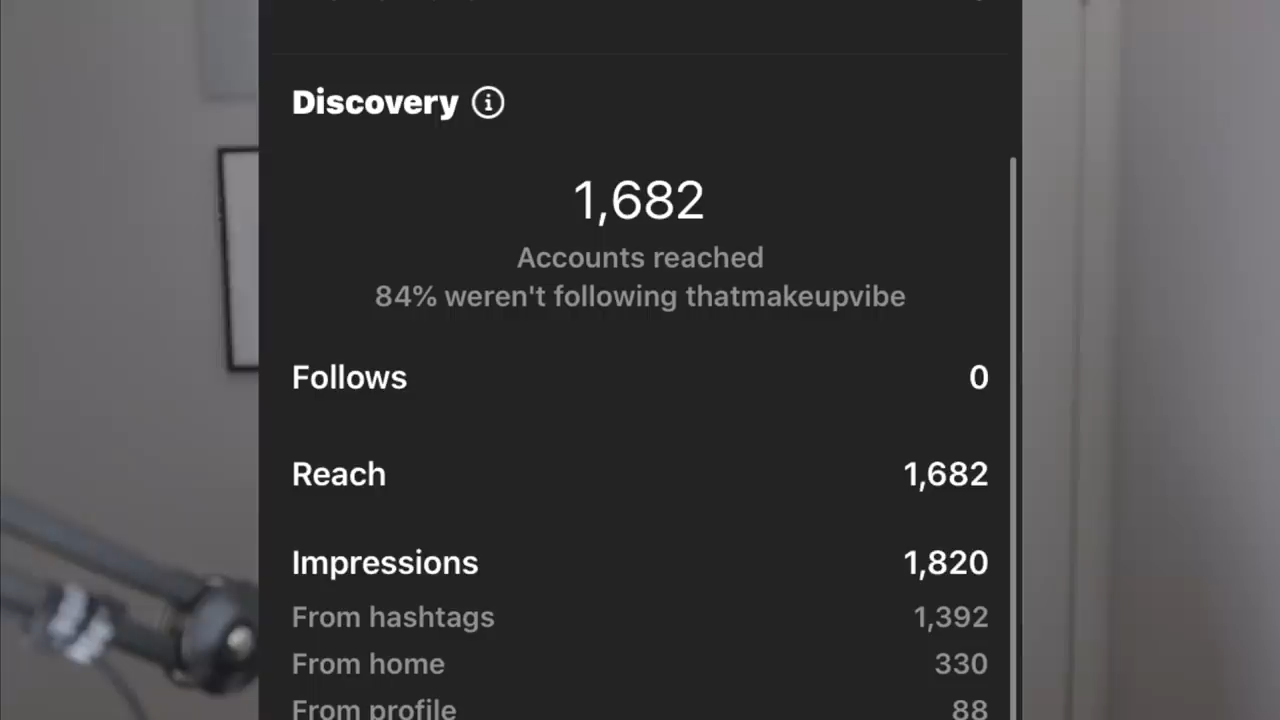 Discovery
1,682
Accounts reached
84% weren't following thatmakeupvibe
Follows 0
Reach 1,682
Impressions 1,820
From hashtags 1,392
From home 330
From profile 88